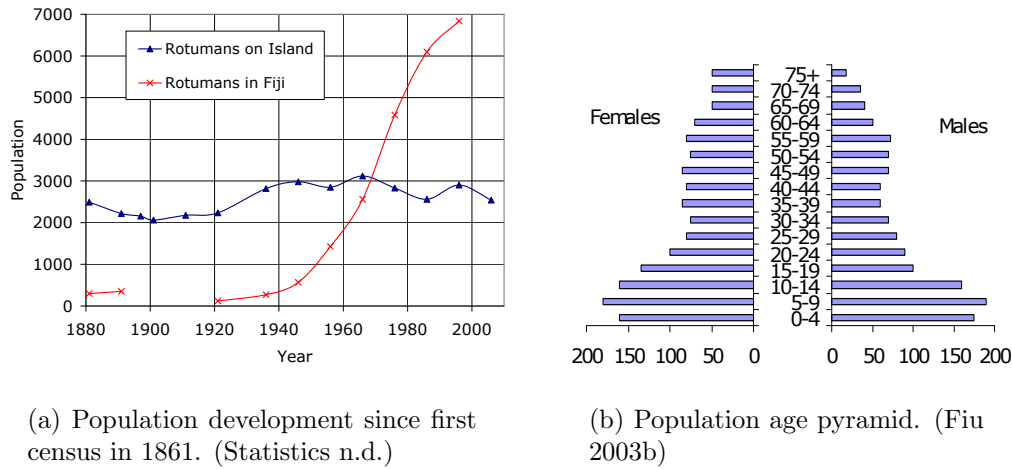 7000
6000
5000
4000
3000
2000
1000
0
Population
Rotumans on Island
Rotumans in Fiji
1880 1900 1920 1940 1960 1980 2000
Year
Females
Males
75+
70-74
65-69
60-64
55-59
50-54
45-49
40-44
35-39
30-34
25-29
20-24
15-19
10-14
5-9
0-4
200 150 100 50 0
0 50 100 150 200
(a) Population development since first
census in 1861. (Statistics n.d.)
(b) Population age pyramid. (Fiu
2003b)